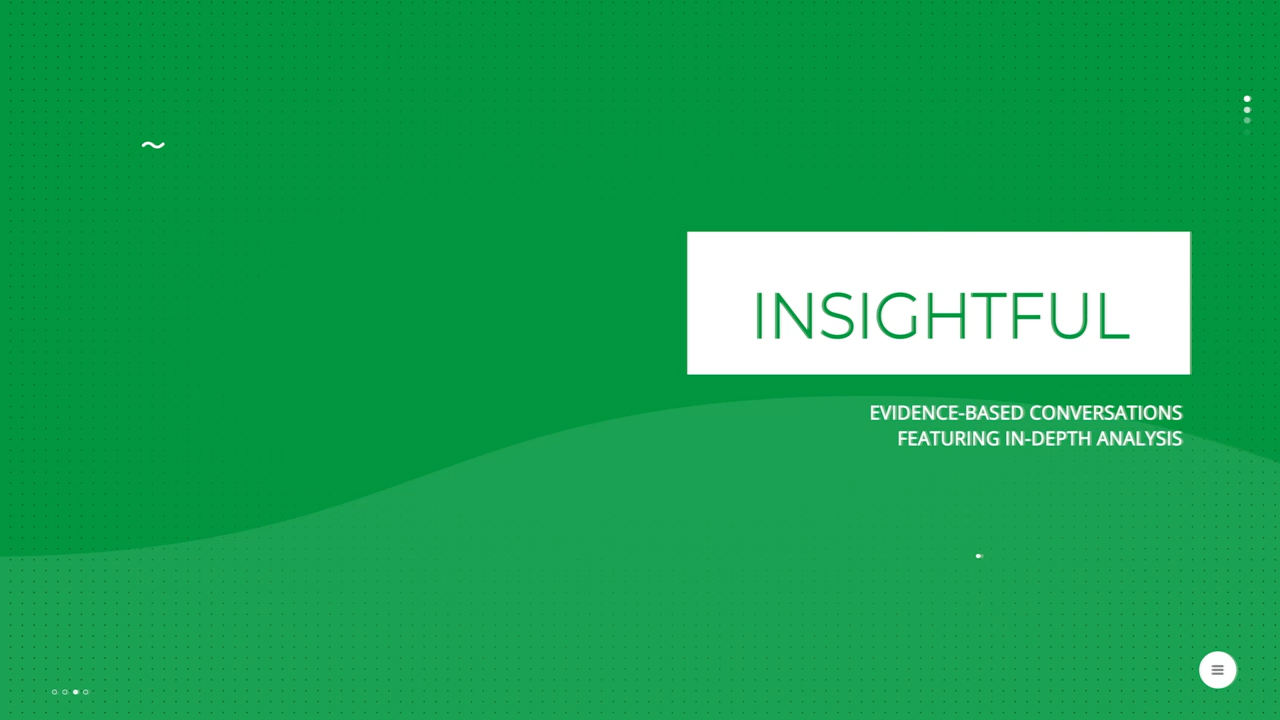 INSIGHTFUL
EVIDENCE-BASED CONVERSATIONS
FEATURING IN-DEPTH ANALYSIS